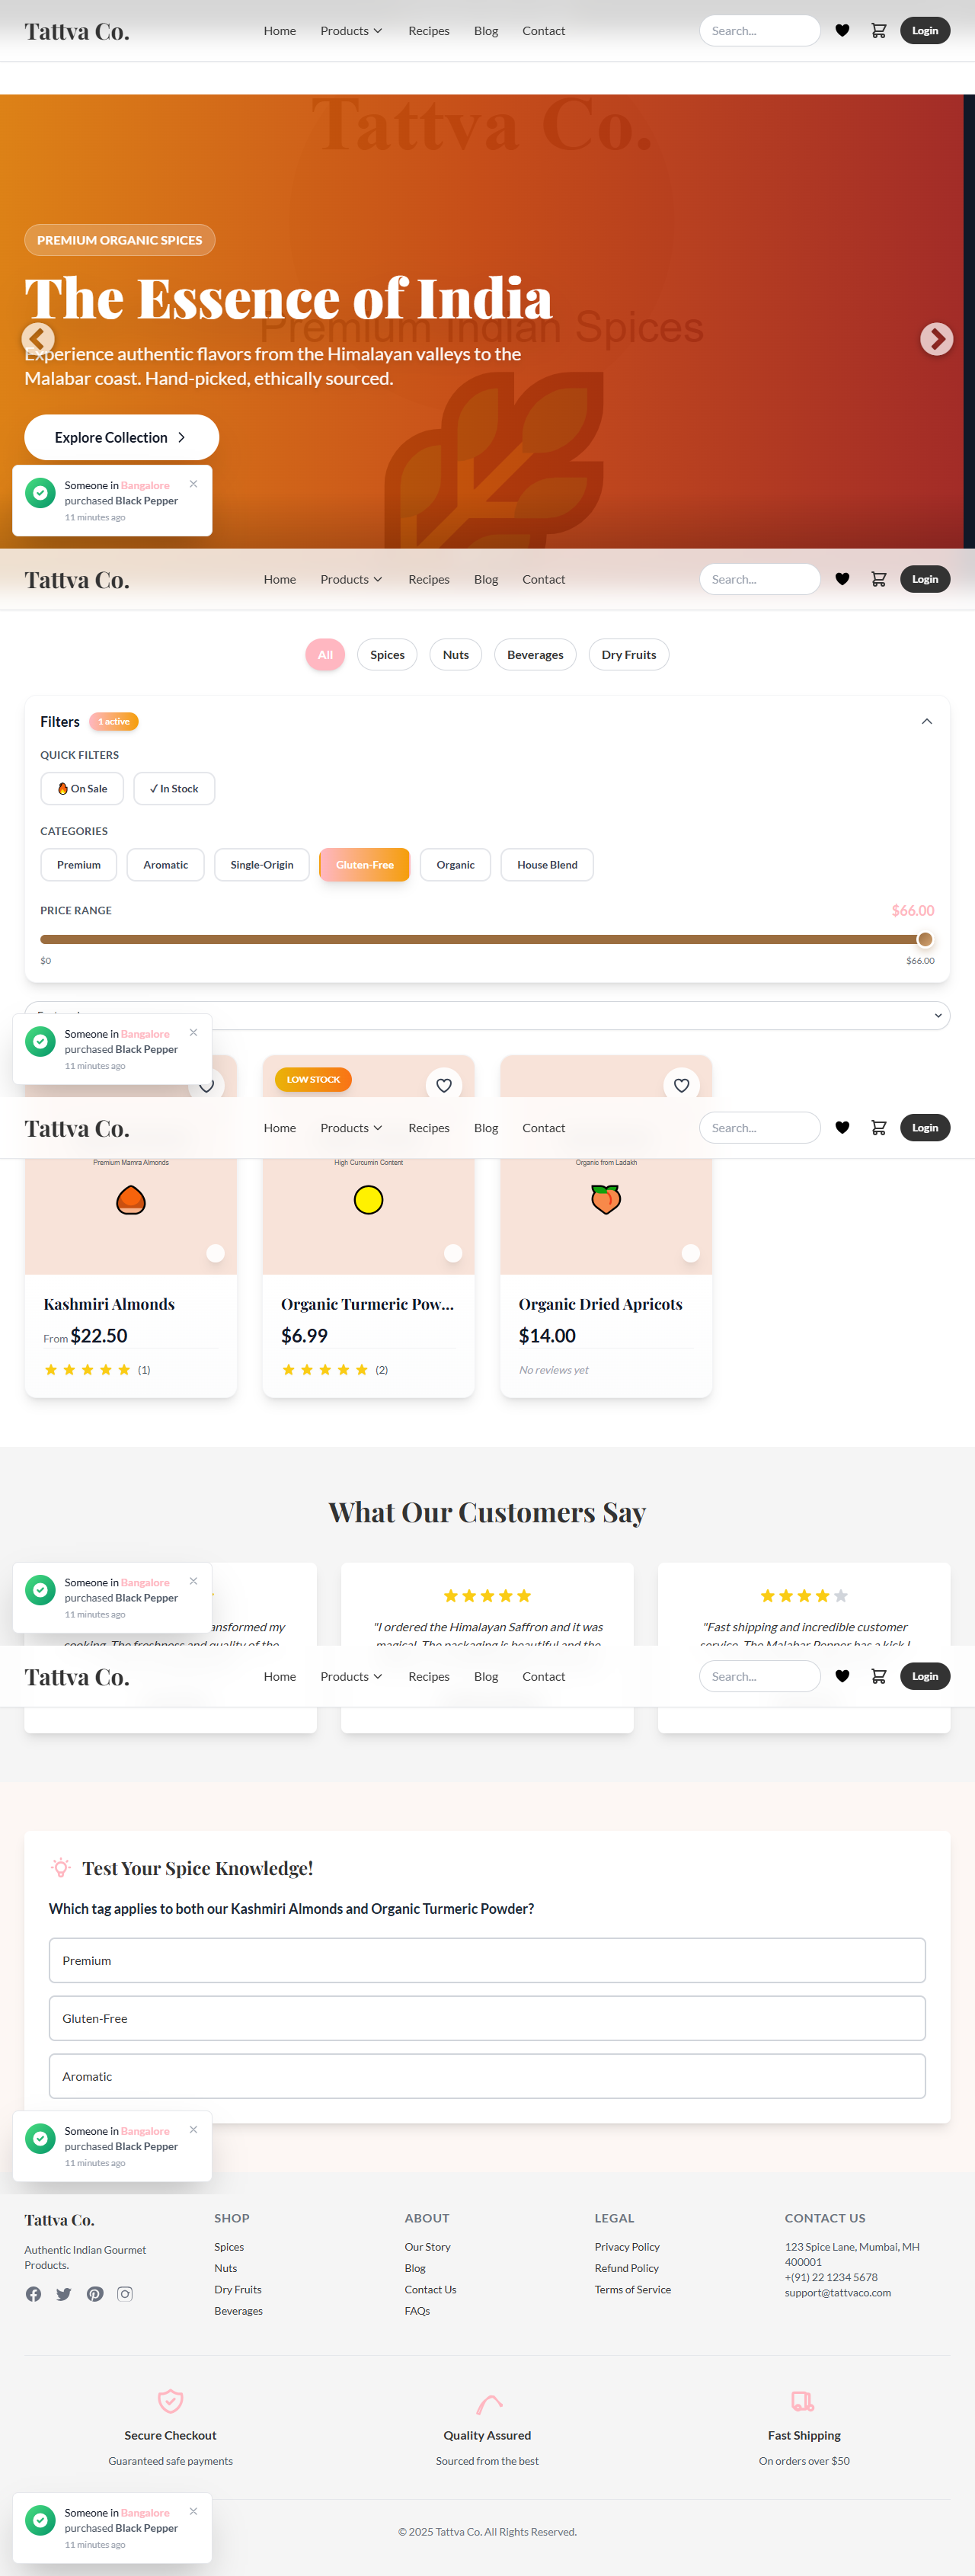 Tattva Co.
Home Products Recipes Blog Contact
Search...
Login
Tattva Co.
PREMIUM ORGANIC SPICES
The Essence of India
Premium Indian Spices
Experience authentic flavors from the Himalayan valleys to the
Malabar coast. Hand-picked, ethically sourced.
Explore Collection
Someone in Bangalore
purchased Black Pepper
11 minutes ago
Tattva Co.
Home Products Recipes Blog Contact
Search...
Login
All Spices Nuts Beverages Dry Fruits
Filters 1 active
QUICK FILTERS
🔥 On Sale ✓ In Stock
CATEGORIES
Premium Aromatic Single-Origin Gluten-Free Organic House Blend
PRICE RANGE $66.00
$0 $66.00
Someone in Bangalore
purchased Black Pepper
11 minutes ago
LOW STOCK
Tattva Co.
Home Products Recipes Blog Contact
Search...
Login
Premium Mamra Almonds
High Curcumin Content
Organic from Ladakh
Kashmiri Almonds
From $22.50
(1)
Organic Turmeric Pow...
$6.99
(2)
Organic Dried Apricots
$14.00
No reviews yet
What Our Customers Say
Someone in Bangalore
purchased Black Pepper
11 minutes ago
ansformed my
cooking. The freshness and quality of the
"I ordered the Himalayan Saffron and it was
magical. The packaging is beautiful and the
"Fast shipping and incredible customer
service. The Malabar Pepper has a kick I
Tattva Co.
Home Products Recipes Blog Contact
Search...
Login
Test Your Spice Knowledge!
Which tag applies to both our Kashmiri Almonds and Organic Turmeric Powder?
Premium
Gluten-Free
Aromatic
Someone in Bangalore
purchased Black Pepper
11 minutes ago
Tattva Co.
Authentic Indian Gourmet
Products.
SHOP
Spices
Nuts
Dry Fruits
Beverages
ABOUT
Our Story
Blog
Contact Us
FAQs
LEGAL
Privacy Policy
Refund Policy
Terms of Service
CONTACT US
123 Spice Lane, Mumbai, MH
400001
+(91) 22 1234 5678
support@tattvaco.com
Secure Checkout
Guaranteed safe payments
Quality Assured
Sourced from the best
Fast Shipping
On orders over $50
Someone in Bangalore
purchased Black Pepper
11 minutes ago
© 2025 Tattva Co. All Rights Reserved.